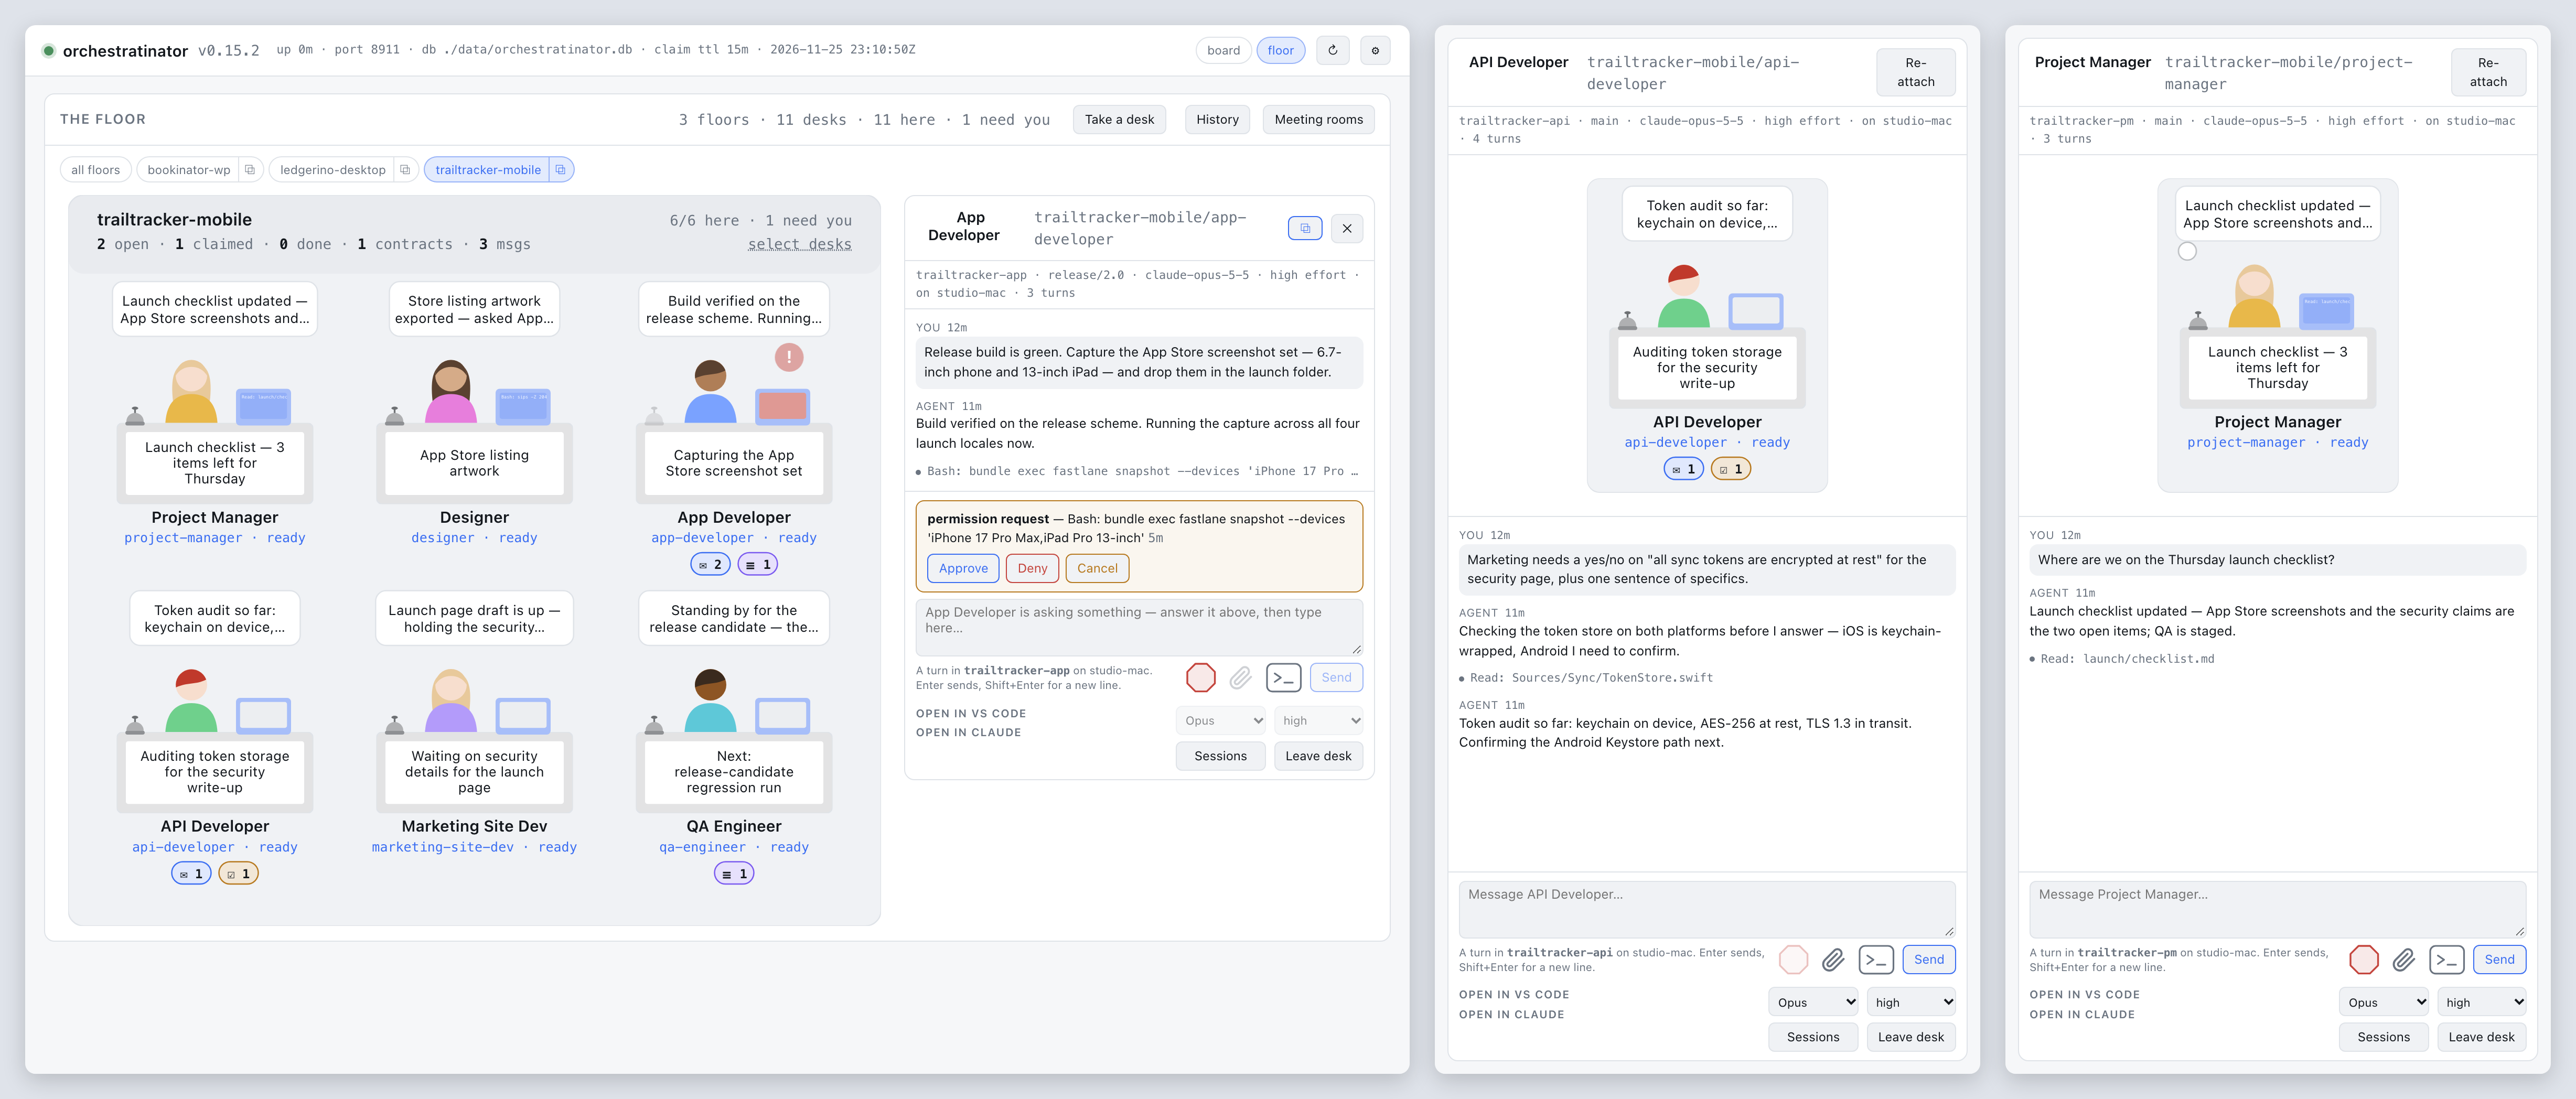 orchestratinator v0.15.2 up 0m · port 8911 · db ./data/orchestratinator.db · claim ttl 15m · 2026-11-25 23:10:50Z
board floor
THE FLOOR
3 floors · 11 desks · 11 here · 1 need you
Take a desk History Meeting rooms
all floors bookinator-wp ledgerino-desktop trailtracker-mobile
trailtracker-mobile
6/6 here · 1 need you
2 open · 1 claimed · 0 done · 1 contracts · 3 msgs
select desks
Launch checklist updated —
App Store screenshots and...
Launch checklist — 3
items left for
Thursday
Project Manager
project-manager · ready
Store listing artwork
exported — asked App...
App Store listing
artwork
Designer
designer · ready
Build verified on the
release scheme. Running...
!
Capturing the App
Store screenshot set
App Developer
app-developer · ready
2 1
Token audit so far:
keychain on device,...
Auditing token storage
for the security
write-up
API Developer
api-developer · ready
1 1
Launch page draft is up —
holding the security...
Waiting on security
details for the launch
page
Marketing Site Dev
marketing-site-dev · ready
Standing by for the
release candidate — the...
Next:
release-candidate
regression run
QA Engineer
qa-engineer · ready
1
App
Developer
trailtracker-mobile/app-
developer
trailtracker-app · release/2.0 · claude-opus-5-5 · high effort ·
on studio-mac · 3 turns
YOU 12m
Release build is green. Capture the App Store screenshot set — 6.7-
inch phone and 13-inch iPad — and drop them in the launch folder.
AGENT 11m
Build verified on the release scheme. Running the capture across all four
launch locales now.
Bash: bundle exec fastlane snapshot --devices 'iPhone 17 Pro …
permission request — Bash: bundle exec fastlane snapshot --devices
'iPhone 17 Pro Max,iPad Pro 13-inch' 5m
Approve Deny Cancel
App Developer is asking something — answer it above, then type
here...
A turn in trailtracker-app on studio-mac.
Enter sends, Shift+Enter for a new line.
Send
OPEN IN VS CODE
OPEN IN CLAUDE
Opus high
Sessions Leave desk
API Developer
trailtracker-mobile/api-
developer
Re-
attach
trailtracker-api · main · claude-opus-5-5 · high effort · on studio-mac
· 4 turns
Token audit so far:
keychain on device,...
Auditing token storage
for the security
write-up
API Developer
api-developer · ready
1 1
YOU 12m
Marketing needs a yes/no on "all sync tokens are encrypted at rest" for the
security page, plus one sentence of specifics.
AGENT 11m
Checking the token store on both platforms before I answer — iOS is keychain-
wrapped, Android I need to confirm.
Read: Sources/Sync/TokenStore.swift
AGENT 11m
Token audit so far: keychain on device, AES-256 at rest, TLS 1.3 in transit.
Confirming the Android Keystore path next.
Message API Developer...
A turn in trailtracker-api on studio-mac. Enter sends,
Shift+Enter for a new line.
Send
OPEN IN VS CODE
OPEN IN CLAUDE
Opus high
Sessions Leave desk
Project Manager
trailtracker-mobile/project-
manager
Re-
attach
trailtracker-pm · main · claude-opus-5-5 · high effort · on studio-mac
· 3 turns
Launch checklist updated —
App Store screenshots and...
Launch checklist — 3
items left for
Thursday
Project Manager
project-manager · ready
YOU 12m
Where are we on the Thursday launch checklist?
AGENT 11m
Launch checklist updated — App Store screenshots and the security claims are
the two open items; QA is staged.
Read: launch/checklist.md
Message Project Manager...
A turn in trailtracker-pm on studio-mac. Enter sends,
Shift+Enter for a new line.
Send
OPEN IN VS CODE
OPEN IN CLAUDE
Opus high
Sessions Leave desk